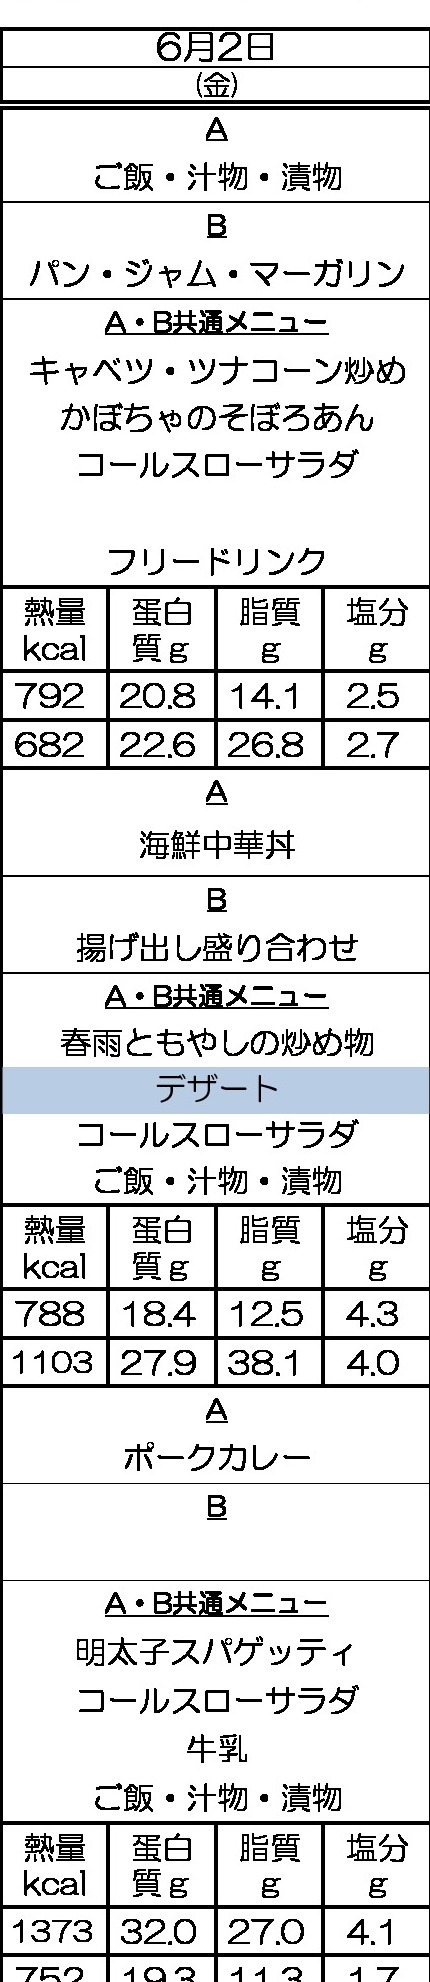 6月2日
(金)
A
ご飯・汁物・漬物
B
パン・ジャム・マーガリン
A・B共通メニュー
キャベツ・ツナコーン炒め
かぼちゃのそぼろあん
コールスローサラダ
フリードリンク
熱量 蛋白 脂質 塩分
kcal 質g g g
792 20.8 14.1 2.5
682 22.6 26.8 2.7
A
海鮮中華丼
B
揚げ出し盛り合わせ
A・B共通メニュー
春雨ともやしの炒め物
デザート
コールスローサラダ
ご飯・汁物・漬物
熱量 蛋白 脂質 塩分
kcal 質g g g
788 18.4 12.5 4.3
1103 27.9 38.1 4.0
A
ポークカレー
B
A・B共通メニュー
明太子スパゲッティ
コールスローサラダ
牛乳
ご飯・汁物・漬物
熱量 蛋白 脂質 塩分
kcal 質g g g
1373 32.0 27.0 4.1
752 19.3 11.3 1.7